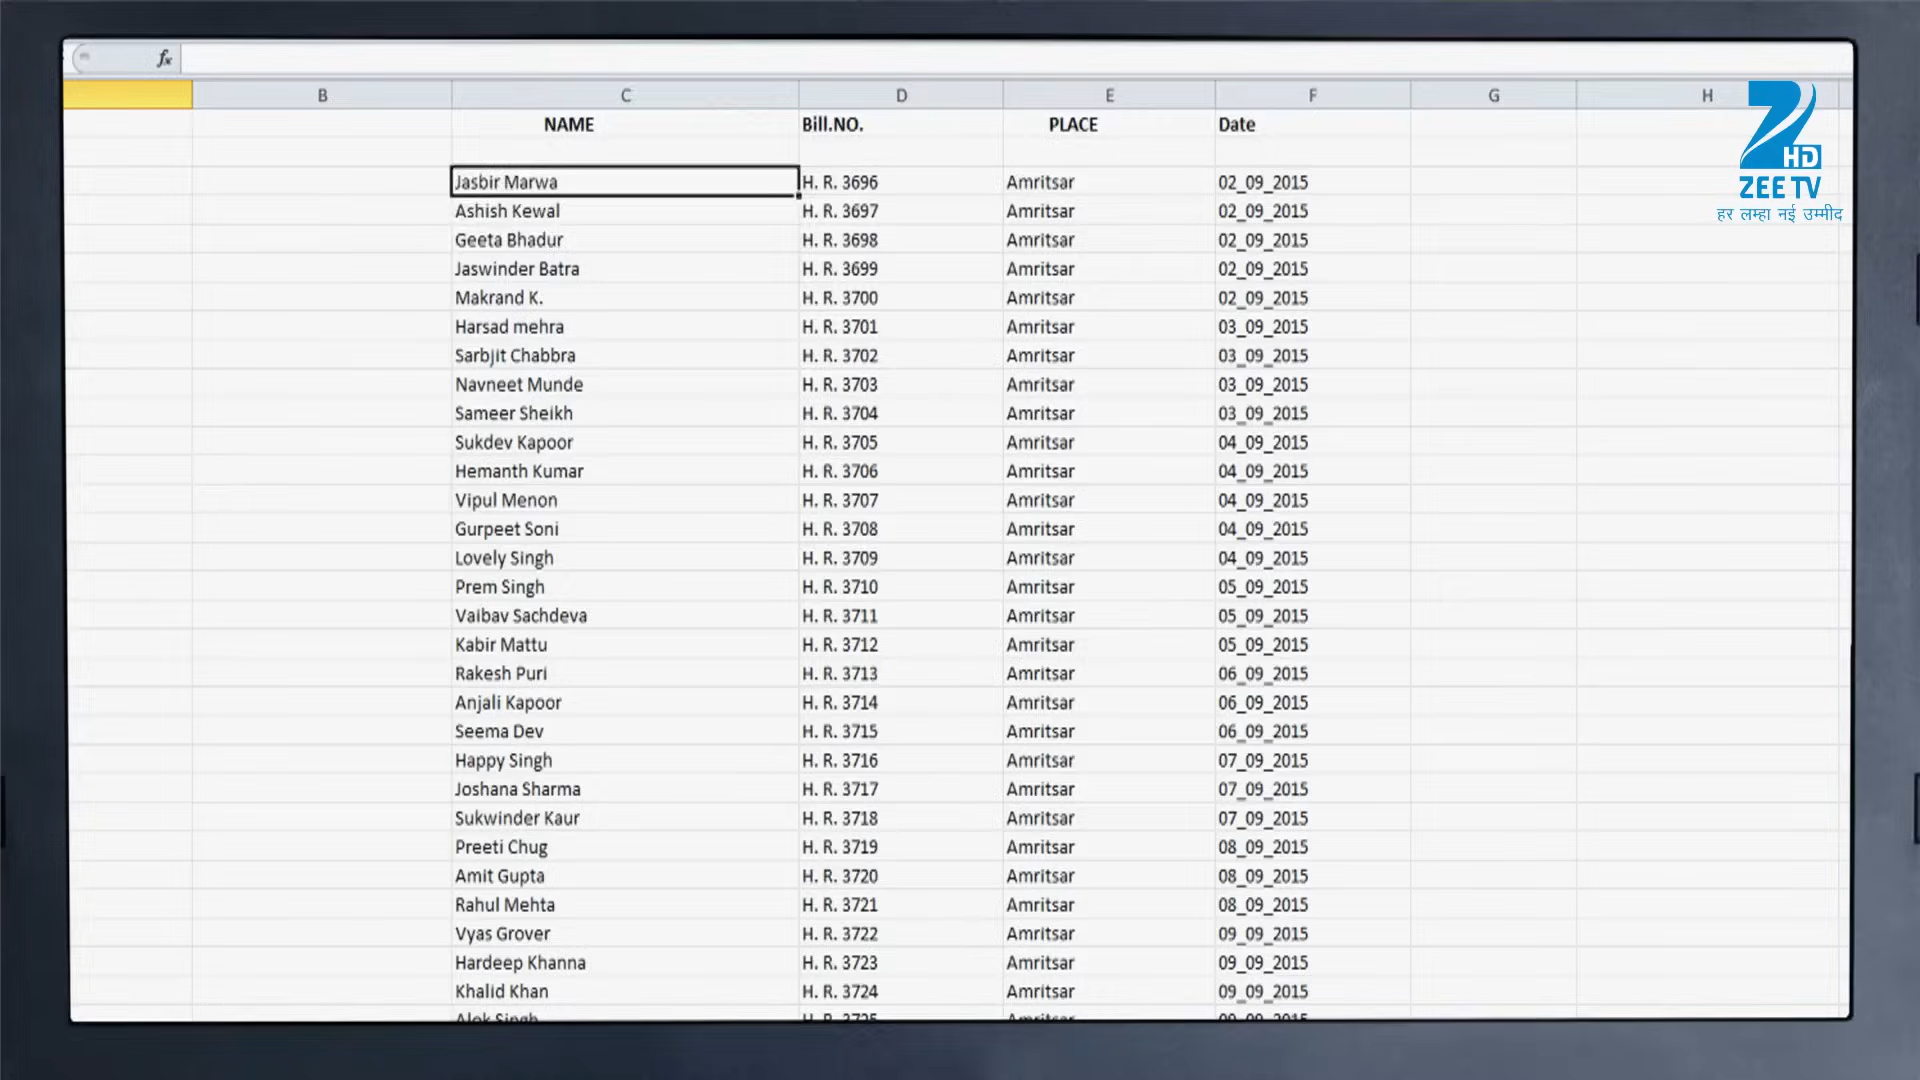 fx
B C D E F G H
NAME Bill.NO. PLACE Date
Jasbir Marwa H. R. 3696 Amritsar 02_09_2015
Ashish Kewal H. R. 3697 Amritsar 02_09_2015
Geeta Bhadur H. R. 3698 Amritsar 02_09_2015
Jaswinder Batra H. R. 3699 Amritsar 02_09_2015
Makrand K. H. R. 3700 Amritsar 02_09_2015
Harsad mehra H. R. 3701 Amritsar 03_09_2015
Sarbjit Chabbra H. R. 3702 Amritsar 03_09_2015
Navneet Munde H. R. 3703 Amritsar 03_09_2015
Sameer Sheikh H. R. 3704 Amritsar 03_09_2015
Sukdev Kapoor H. R. 3705 Amritsar 04_09_2015
Hemanth Kumar H. R. 3706 Amritsar 04_09_2015
Vipul Menon H. R. 3707 Amritsar 04_09_2015
Gurpeet Soni H. R. 3708 Amritsar 04_09_2015
Lovely Singh H. R. 3709 Amritsar 04_09_2015
Prem Singh H. R. 3710 Amritsar 05_09_2015
Vaibav Sachdeva H. R. 3711 Amritsar 05_09_2015
Kabir Mattu H. R. 3712 Amritsar 05_09_2015
Rakesh Puri H. R. 3713 Amritsar 06_09_2015
Anjali Kapoor H. R. 3714 Amritsar 06_09_2015
Seema Dev H. R. 3715 Amritsar 06_09_2015
Happy Singh H. R. 3716 Amritsar 07_09_2015
Joshana Sharma H. R. 3717 Amritsar 07_09_2015
Sukwinder Kaur H. R. 3718 Amritsar 07_09_2015
Preeti Chug H. R. 3719 Amritsar 08_09_2015
Amit Gupta H. R. 3720 Amritsar 08_09_2015
Rahul Mehta H. R. 3721 Amritsar 08_09_2015
Vyas Grover H. R. 3722 Amritsar 09_09_2015
Hardeep Khanna H. R. 3723 Amritsar 09_09_2015
Khalid Khan H. R. 3724 Amritsar 09_09_2015
Alok Singh H. R. 3725 Amritsar 09_09_2015
HD
ZEE TV
हर लम्हा नई उम्मीद